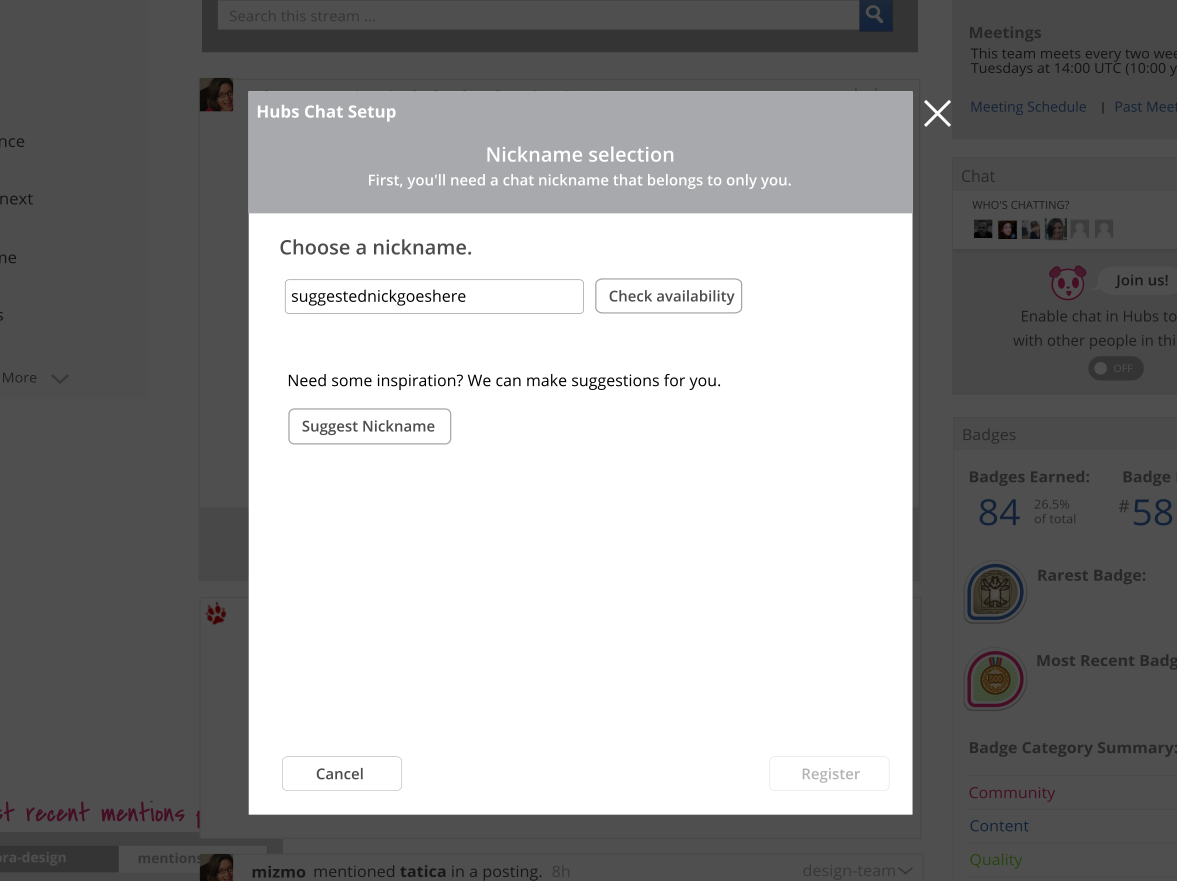 Search this stream ...
nce
next
ne
s
More
Hubs Chat Setup
Nickname selection
First, you'll need a chat nickname that belongs to only you.
Choose a nickname.
suggestednickgoeshere
Check availability
Need some inspiration? We can make suggestions for you.
Suggest Nickname
Cancel
Register
Meetings
This team meets every two wee
Tuesdays at 14:00 UTC (10:00 y
Meeting Schedule | Past Meet
Chat
WHO'S CHATTING?
Join us!
Enable chat in Hubs to
with other people in thi
OFF
Badges
Badges Earned:
Badge
84
26.5%
of total
#58
Rarest Badge:
Most Recent Badg
Badge Category Summary:
Community
Content
Quality
st recent mentions
ora-design
mentions
mizmo mentioned tatica in a posting. 8h
design-team